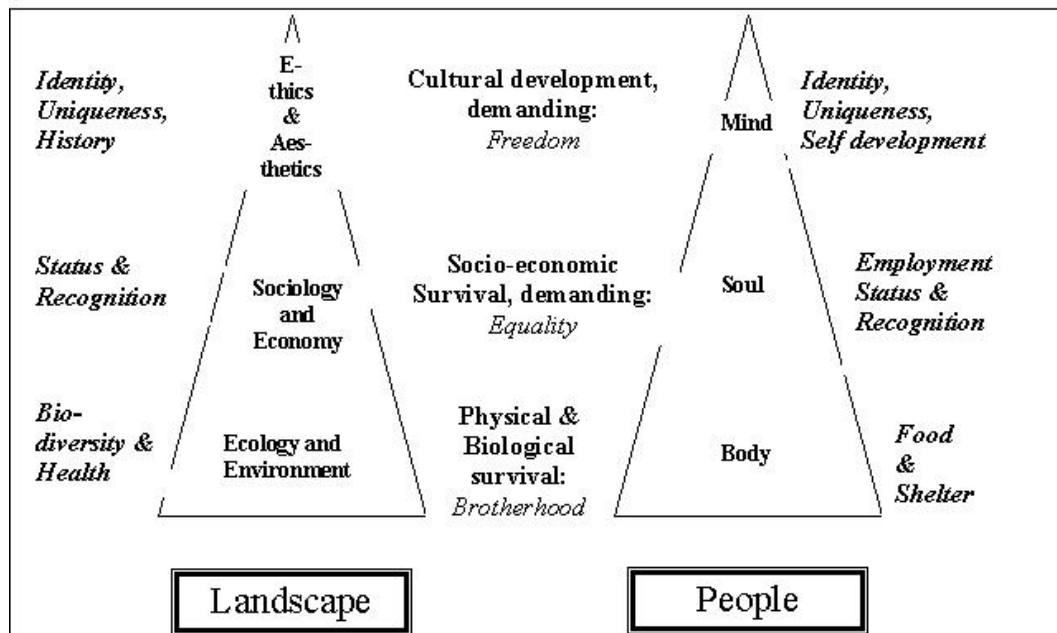 Identity,
Uniqueness,
History
E-
thics
&
Aes-
thetics
Cultural development,
demanding:
Freedom
Mind
Identity,
Uniqueness,
Self development
Status &
Recognition
Sociology
and
Economy
Socio-economic
Survival, demanding:
Equality
Soul
Employment
Status &
Recognition
Bio-
diversity &
Health
Ecology and
Environment
Physical &
Biological
survival:
Brotherhood
Body
Food
&
Shelter
Landscape
People